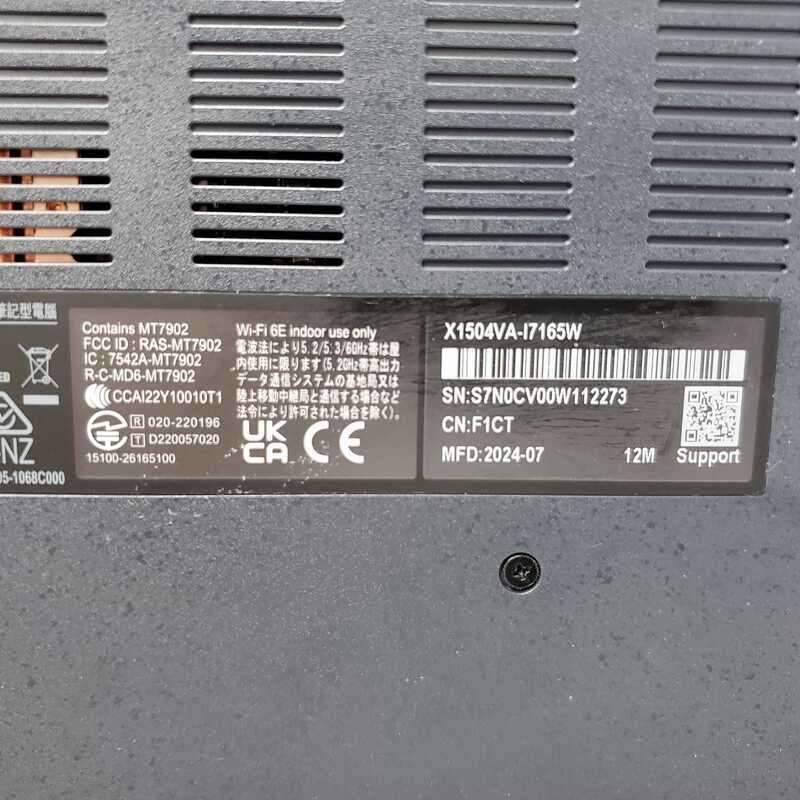 筆記型電腦
ED
-NZ
05-1068C000
Contains MT7902
FCC ID : RAS-MT7902
IC : 7542A-MT7902
R-C-MD6-MT7902
CCAI22Y10010T1
R 020-220196
T D220057020
15100-26165100
Wi-Fi 6E indoor use only
電波法により5.2/5.3/6GHz帯は屋
内使用に限ります(5.2GHz帯高出力
データ通信システムの基地局又は
陸上移動中継局と通信する場合など
法令により許可された場合を除く)。
UK
CA CE
X1504VA-I7165W
SN:S7N0CV00W112273
CN:F1CT
MFD:2024-07 12M Support